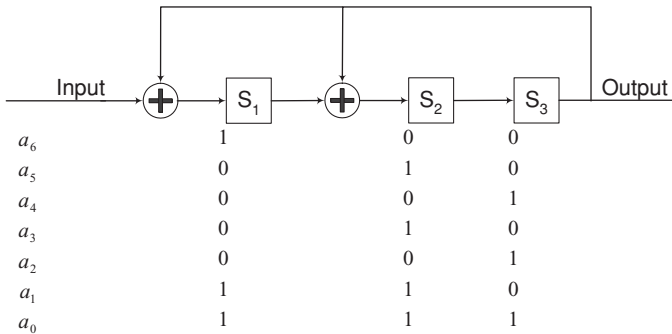 Input S₁ S₂ S₃ Output
a₆ 1 0 0
a₅ 0 1 0
a₄ 0 0 1
a₃ 0 1 0
a₂ 0 0 1
a₁ 1 1 0
a₀ 1 1 1